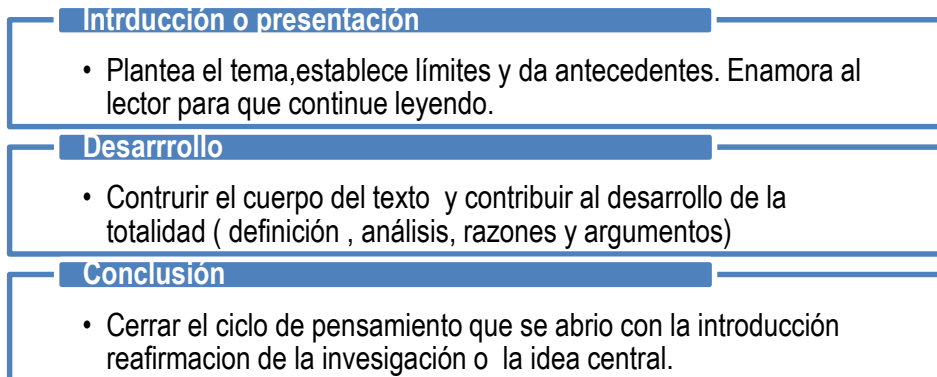 Intrducción o presentación
• Plantea el tema,establece límites y da antecedentes. Enamora al
lector para que continue leyendo.
Desarrrollo
• Contrurir el cuerpo del texto y contribuir al desarrollo de la
totalidad ( definición , análisis, razones y argumentos)
Conclusión
• Cerrar el ciclo de pensamiento que se abrio con la introducción
reafirmacion de la invesigación o la idea central.